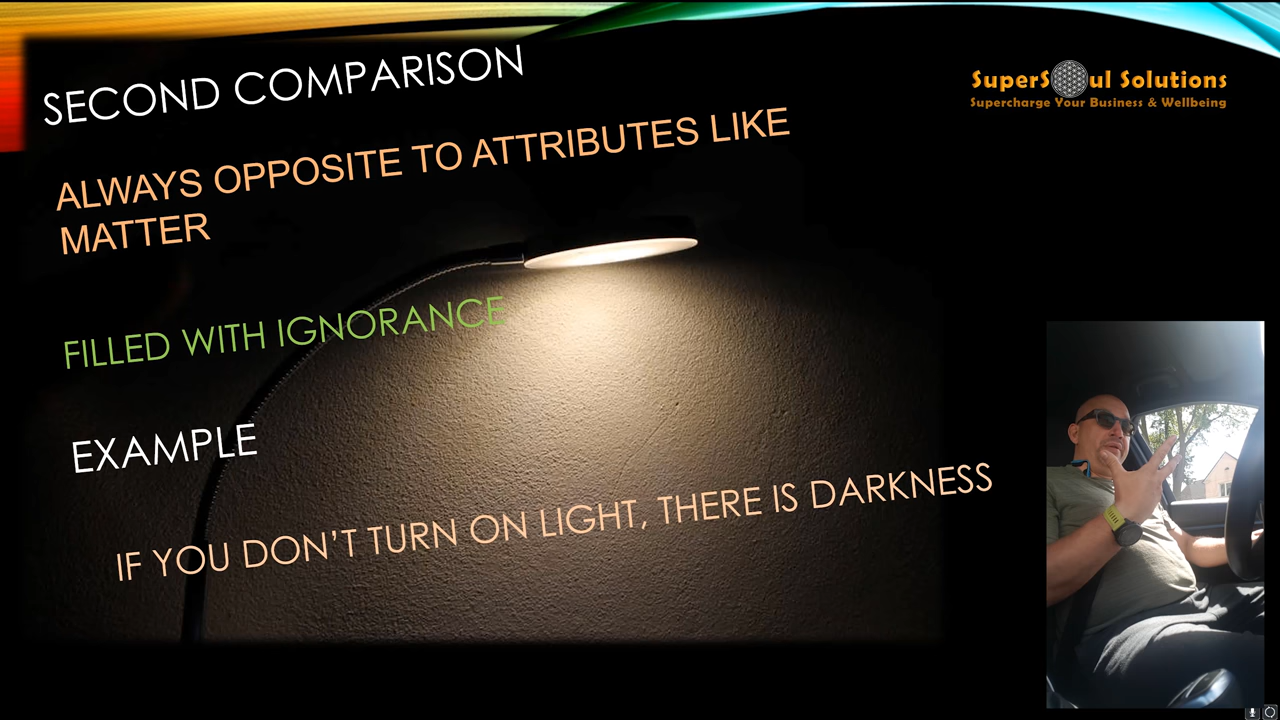 SECOND COMPARISON
SuperSoul Solutions
Supercharge Your Business & Wellbeing
ALWAYS OPPOSITE TO ATTRIBUTES LIKE
MATTER
FILLED WITH IGNORANCE
EXAMPLE
IF YOU DON'T TURN ON LIGHT, THERE IS DARKNESS